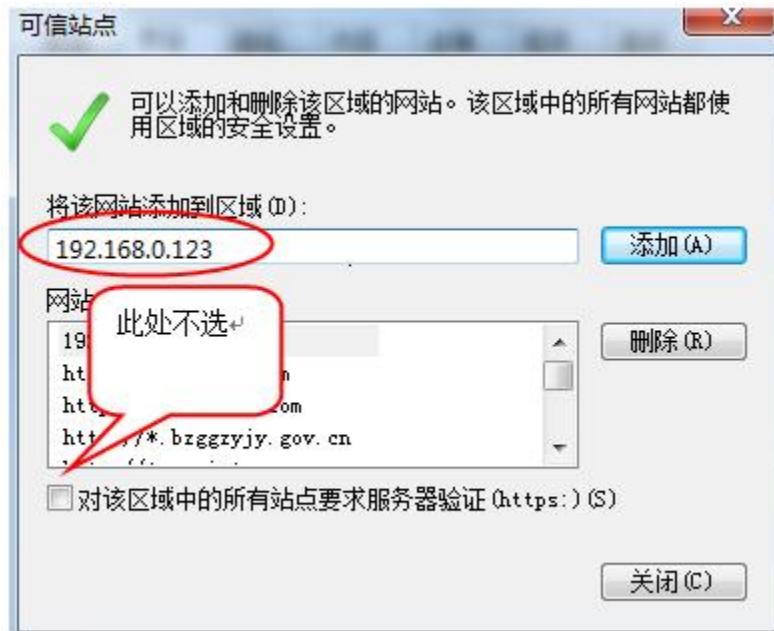 可信站点
可以添加和删除该区域的网站。该区域中的所有网站都使
用区域的安全设置。
将该网站添加到区域(D):
192.168.0.123
添加(A)
网站
此处不选
删除(R)
http://*.bzggzyjy.gov.cn
对该区域中的所有站点要求服务器验证(https:)(S)
关闭(C)